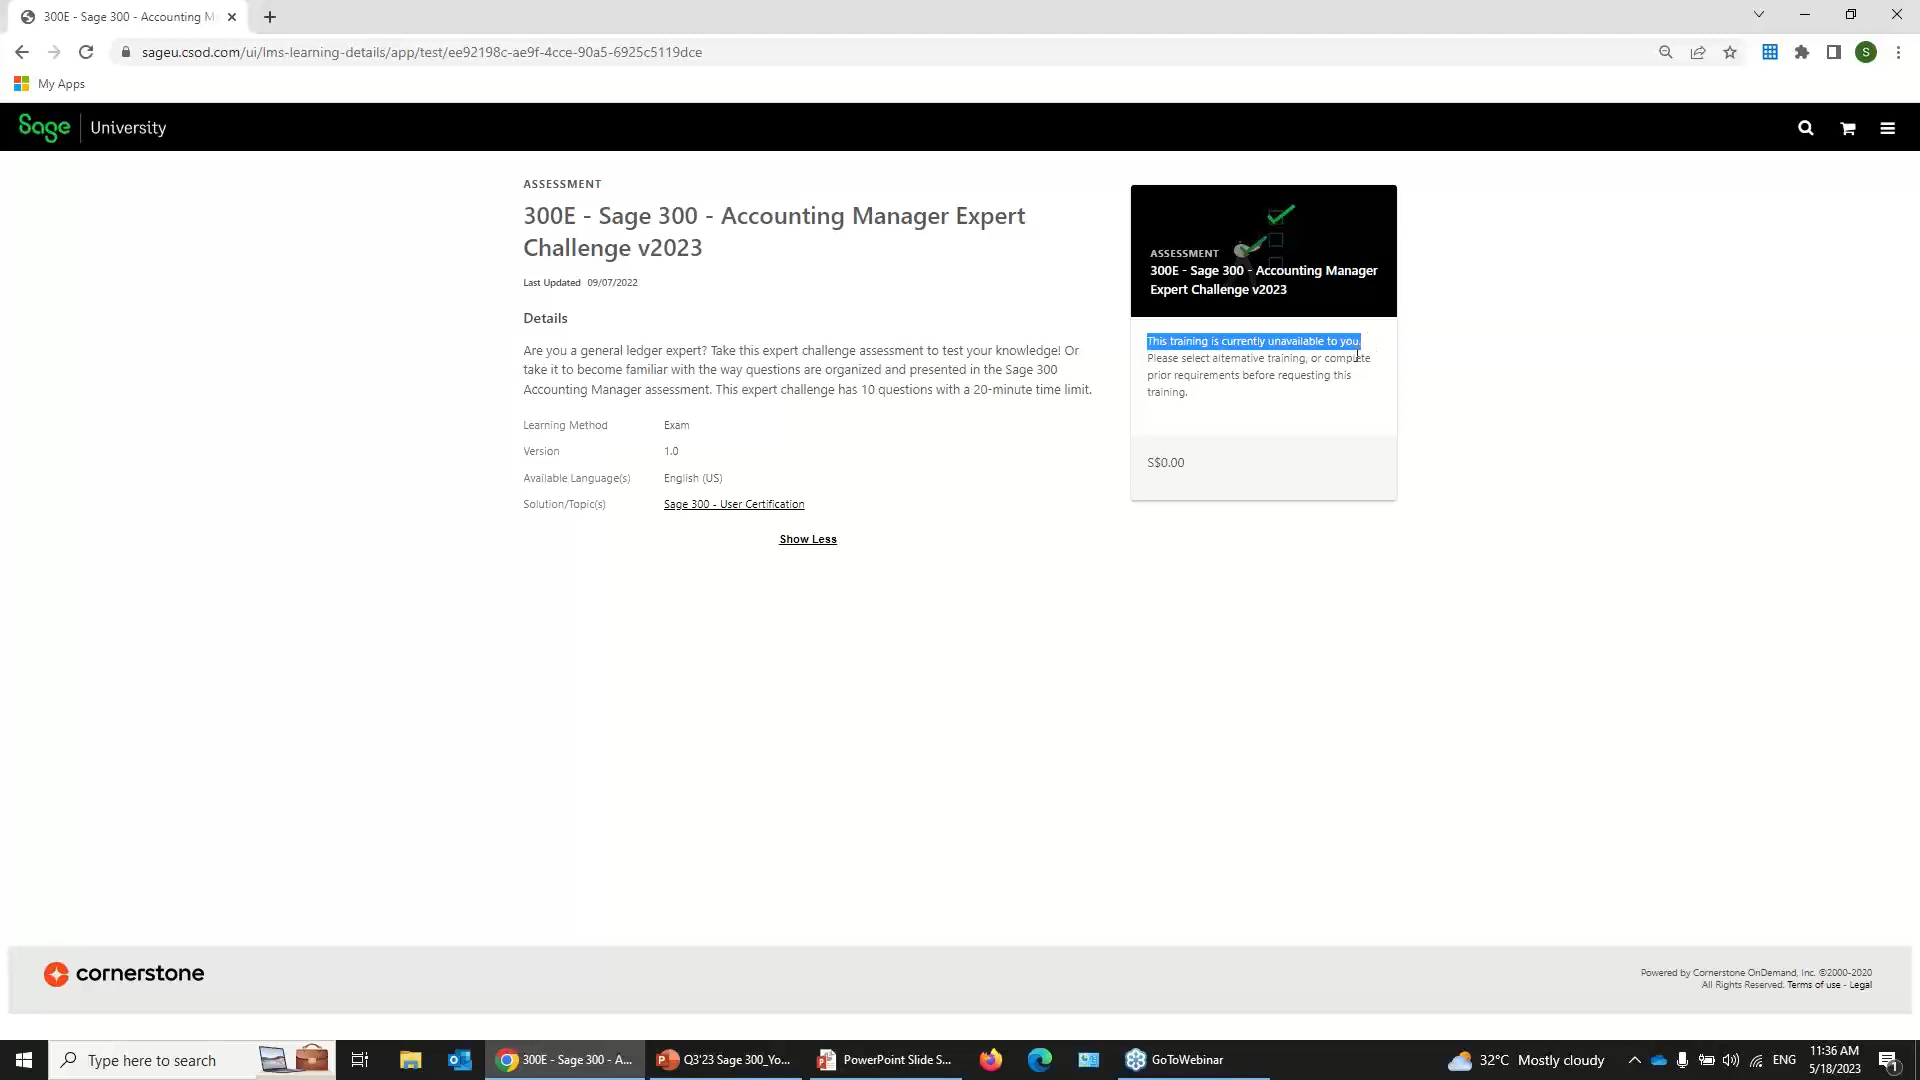 300E - Sage 300 - Accounting M
sageu.csod.com/ui/lms-learning-details/app/test/ee92198c-ae9f-4cce-90a5-6925c5119dce
S
My Apps
Sage University
ASSESSMENT
300E - Sage 300 - Accounting Manager Expert
Challenge v2023
Last Updated 09/07/2022
Details
Are you a general ledger expert? Take this expert challenge assessment to test your knowledge! Or
take it to become familiar with the way questions are organized and presented in the Sage 300
Accounting Manager assessment. This expert challenge has 10 questions with a 20-minute time limit.
Learning Method Exam
Version 1.0
Available Language(s) English (US)
Solution/Topic(s) Sage 300 - User Certification
Show Less
ASSESSMENT
300E - Sage 300 - Accounting Manager
Expert Challenge v2023
This training is currently unavailable to you.
Please select alternative training, or complete
prior requirements before requesting this
training.
S$0.00
cornerstone
Powered by Cornerstone OnDemand, Inc. ©2000-2020
All Rights Reserved. Terms of use - Legal
Type here to search
300E - Sage 300 - A...
Q3'23 Sage 300_Yo...
PowerPoint Slide S...
GoToWebinar
32°C Mostly cloudy
ENG
11:36 AM
5/18/2023
1